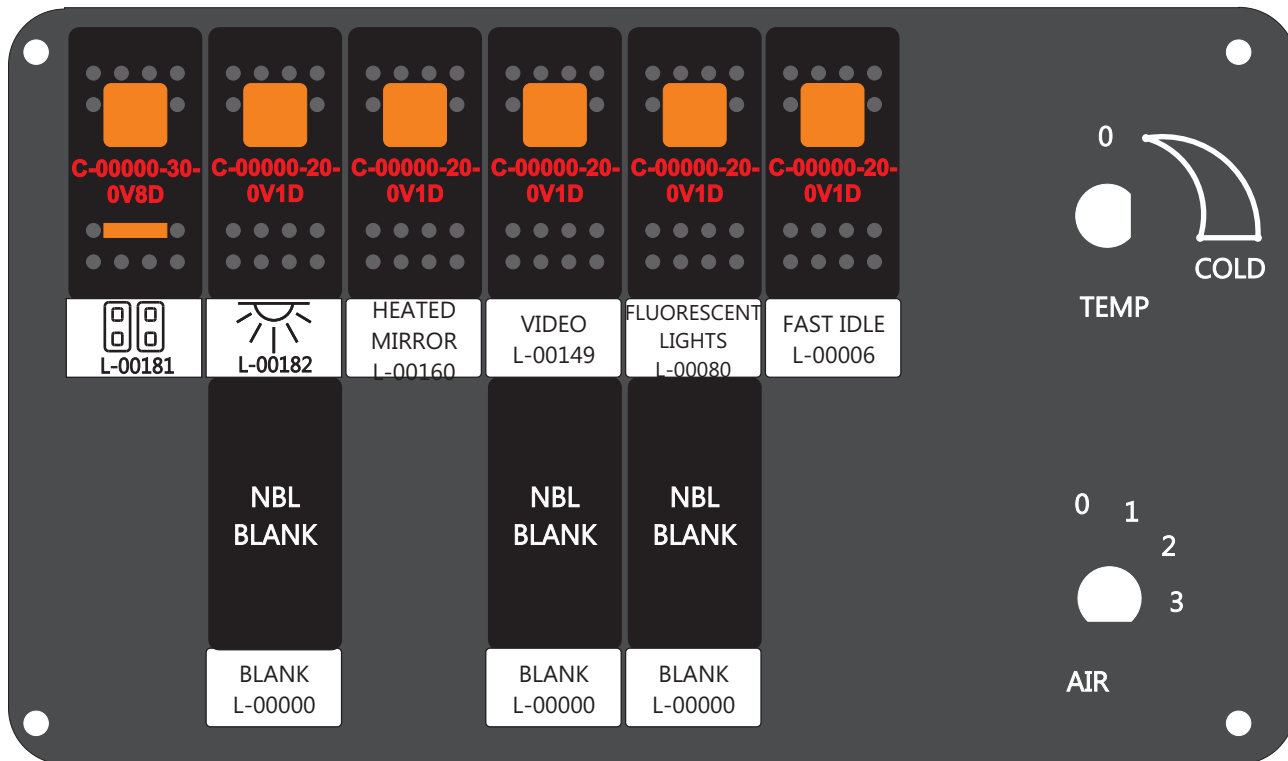 C-00000-30-
0V8D
C-00000-20-
0V1D
C-00000-20-
0V1D
C-00000-20-
0V1D
C-00000-20-
0V1D
C-00000-20-
0V1D
L-00181
L-00182
HEATED
MIRROR
L-00160
VIDEO
L-00149
FLUORESCENT
LIGHTS
L-00080
FAST IDLE
L-00006
0
COLD
TEMP
NBL
BLANK
NBL
BLANK
NBL
BLANK
0
1
2
3
AIR
BLANK
L-00000
BLANK
L-00000
BLANK
L-00000